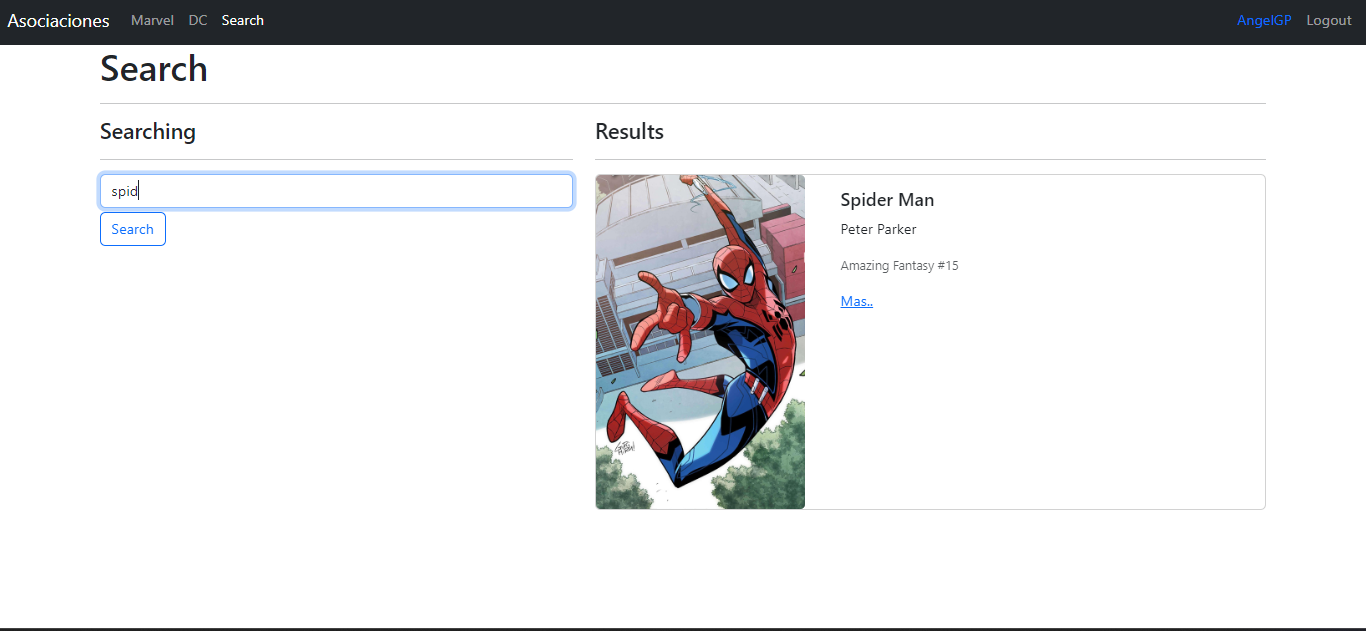 Asociaciones Marvel DC Search AngelGP Logout
Search
Searching
spid
Search
Results
Spider Man
Peter Parker
Amazing Fantasy #15
Mas..